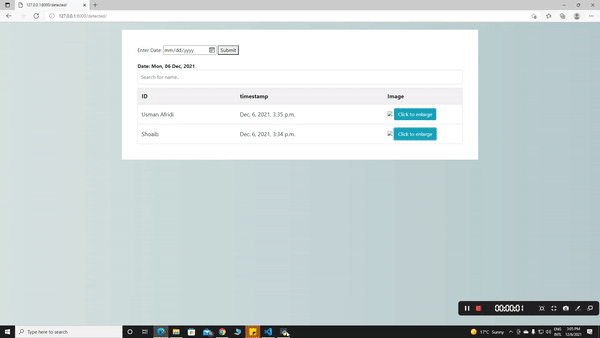 127.0.0.1:8000/detected/
127.0.0.1:8000/detected/
Enter Date: mm/dd/yyyy Submit
Date: Mon, 06 Dec, 2021
Search for name..
ID timestamp Image
Usman Afridi Dec. 6, 2021, 3:35 p.m. Click to enlarge
Shoaib Dec. 6, 2021, 3:34 p.m. Click to enlarge
00:00:01
Type here to search
17°C Sunny
ENG
INTL
3:05 PM
12/6/2021